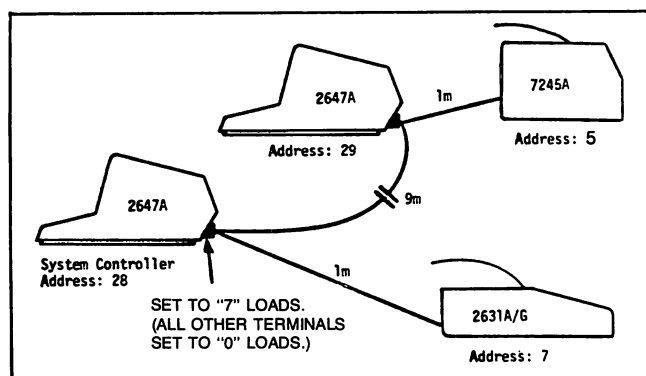 2647A
Address: 29
1m
7245A
Address: 5
9m
2647A
System Controller
Address: 28
SET TO "7" LOADS.
(ALL OTHER TERMINALS
SET TO "0" LOADS.)
1m
2631A/G
Address: 7